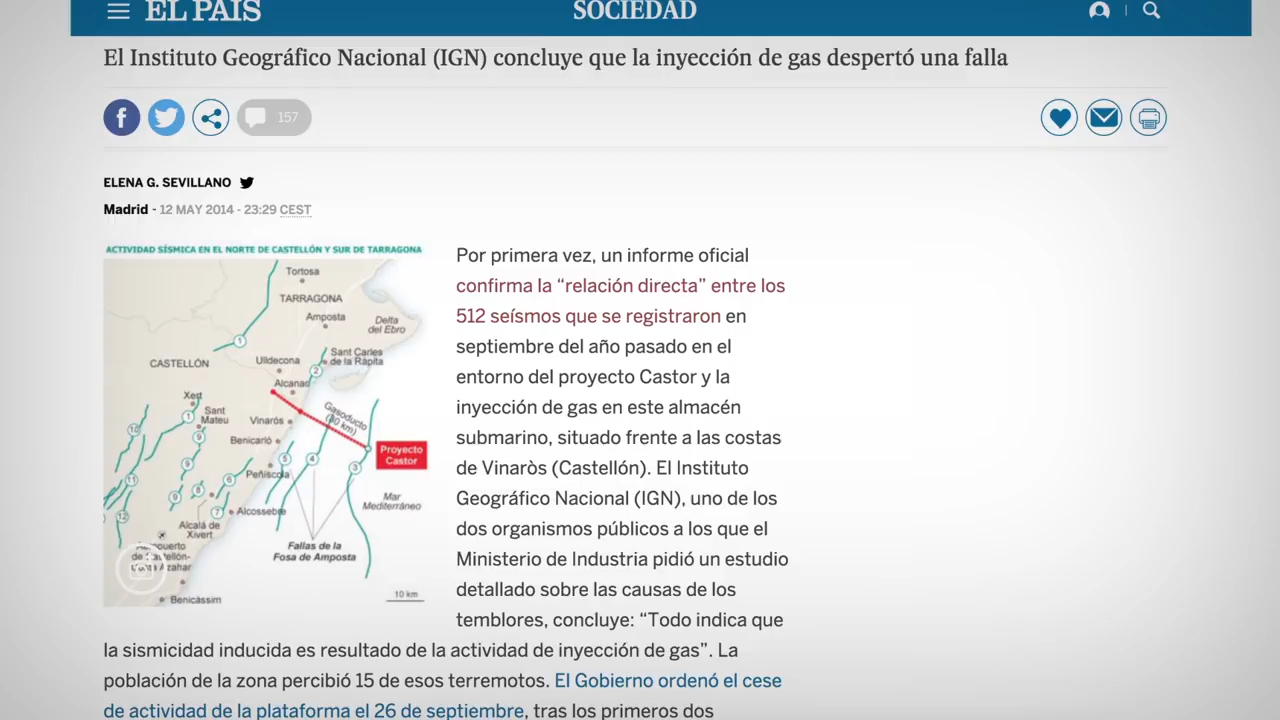 EL PAÍS
SOCIEDAD
El Instituto Geográfico Nacional (IGN) concluye que la inyección de gas despertó una falla
157
ELENA G. SEVILLANO
Madrid - 12 MAY 2014 - 23:29 CEST
ACTIVIDAD SÍSMICA EN EL NORTE DE CASTELLÓN Y SUR DE TARRAGONA
Tortosa
TARRAGONA
Amposta
Delta
del Ebro
CASTELLÓN
Ulldecona
Sant Carles
de la Ràpita
Alcanar
Xert
Sant
Mateu
Vinaròs
Gasoducto
Benicarló
Proyecto
Castor
Peñíscola
Mar
Mediterráneo
Alcossebre
Alcalá de
Xivert
Fallas de la
Fosa de Amposta
Aeropuerto
de Castellón-
Costa Azahar
10 km
Benicàssim
Por primera vez, un informe oficial
confirma la “relación directa” entre los
512 seísmos que se registraron en
septiembre del año pasado en el
entorno del proyecto Castor y la
inyección de gas en este almacén
submarino, situado frente a las costas
de Vinaròs (Castellón). El Instituto
Geográfico Nacional (IGN), uno de los
dos organismos públicos a los que el
Ministerio de Industria pidió un estudio
detallado sobre las causas de los
temblores, concluye: “Todo indica que
la sismicidad inducida es resultado de la actividad de inyección de gas”. La
población de la zona percibió 15 de esos terremotos. El Gobierno ordenó el cese
de actividad de la plataforma el 26 de septiembre, tras los primeros dos